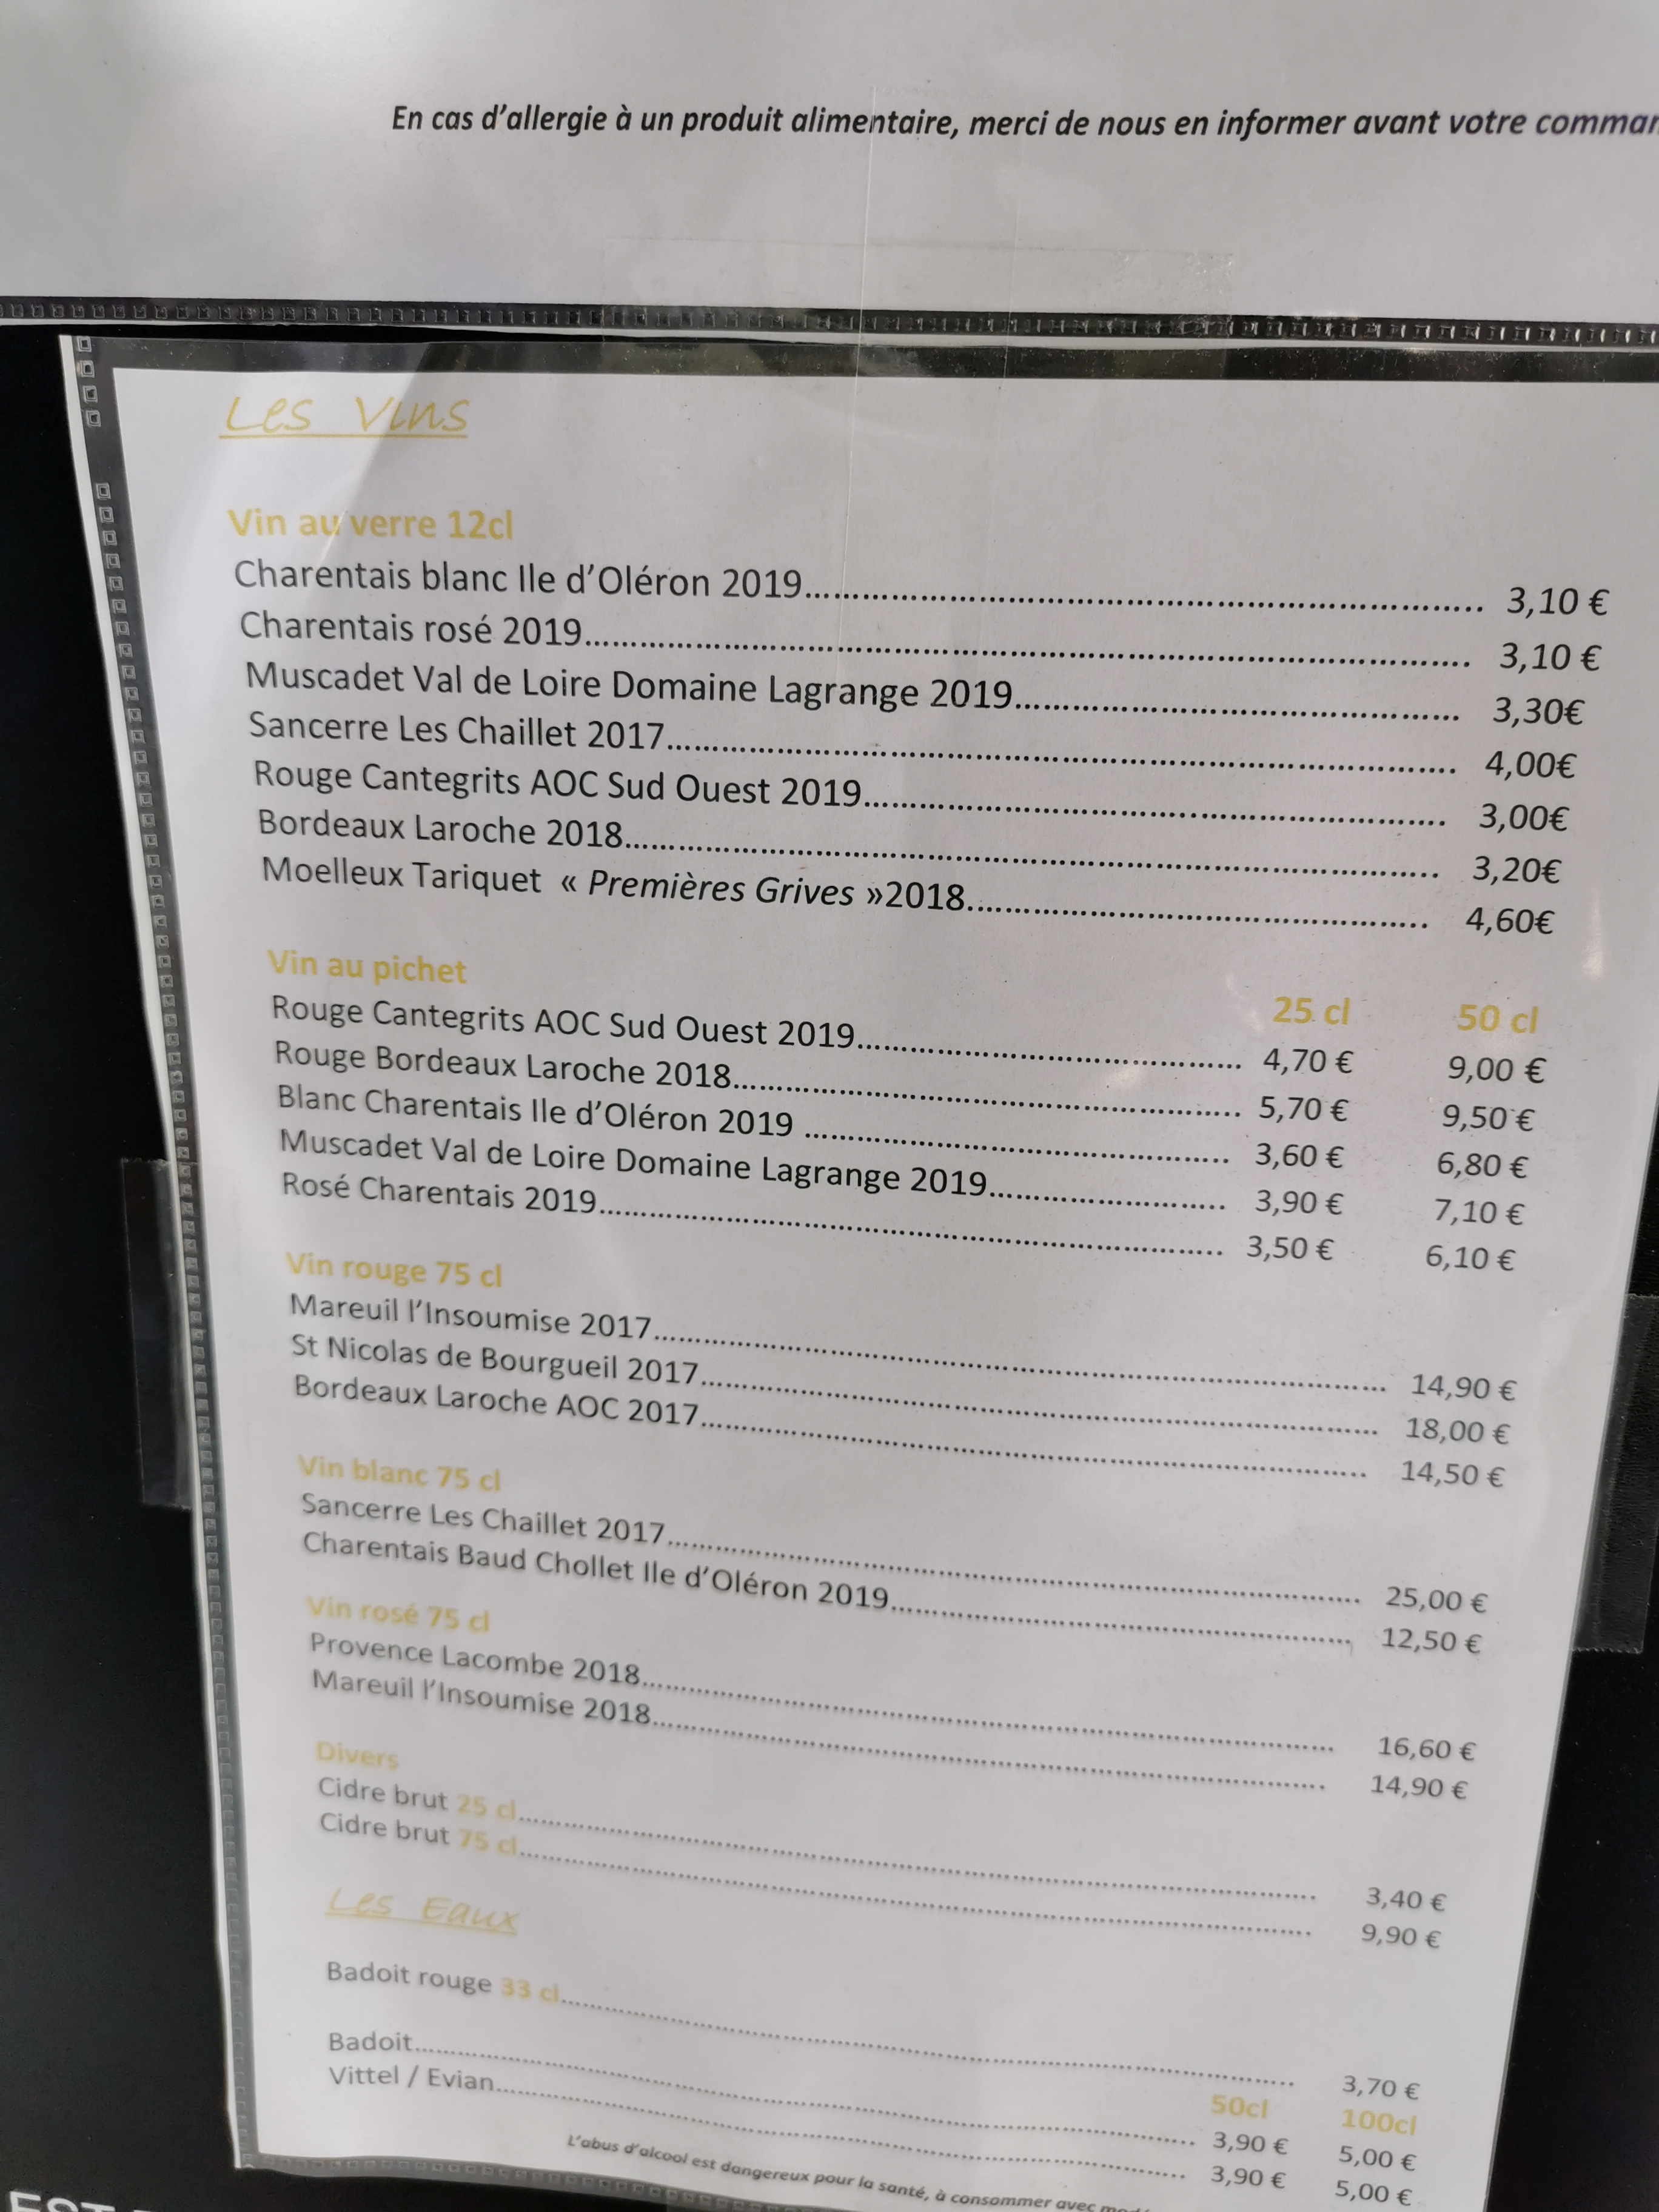 En cas d'allergie à un produit alimentaire, merci de nous en informer avant votre
Les Vins
Vin au verre 12cl
Charentais blanc Ile d'Oléron 2019 3,10 €
Charentais rosé 2019 3,10 €
Muscadet Val de Loire Domaine Lagrange 2019 3,30€
Sancerre Les Chaillet 2017 4,00€
Rouge Cantegrits AOC Sud Ouest 2019 3,00€
Bordeaux Laroche 2018 3,20€
Moelleux Tariquet « Premières Grives »2018 4,60€
Vin au pichet 25 cl 50 cl
Rouge Cantegrits AOC Sud Ouest 2019 4,70 € 9,00 €
Rouge Bordeaux Laroche 2018 5,70 € 9,50 €
Blanc Charentais Ile d'Oléron 2019 3,60 € 6,80 €
Muscadet Val de Loire Domaine Lagrange 2019 3,90 € 7,10 €
Rosé Charentais 2019 3,50 € 6,10 €
Vin rouge 75 cl
Mareuil l'Insoumise 2017 14,90 €
St Nicolas de Bourgueil 2017 18,00 €
Bordeaux Laroche AOC 2017 14,50 €
Vin blanc 75 cl
Sancerre Les Chaillet 2017 25,00 €
Charentais Baud Chollet Ile d'Oléron 2019 12,50 €
Vin rosé 75 cl
Provence Lacombe 2018 16,60 €
Mareuil l'Insoumise 2018 14,90 €
Divers
Cidre brut 25 cl 3,40 €
Cidre brut 75 cl 9,90 €
Les Eaux
Badoit rouge 33 cl 3,70 €
50cl 100cl
Badoit 3,90 € 5,00 €
Vittel / Evian 3,90 € 5,00 €
L'abus d'alcool est dangereux pour la santé, à consommer avec